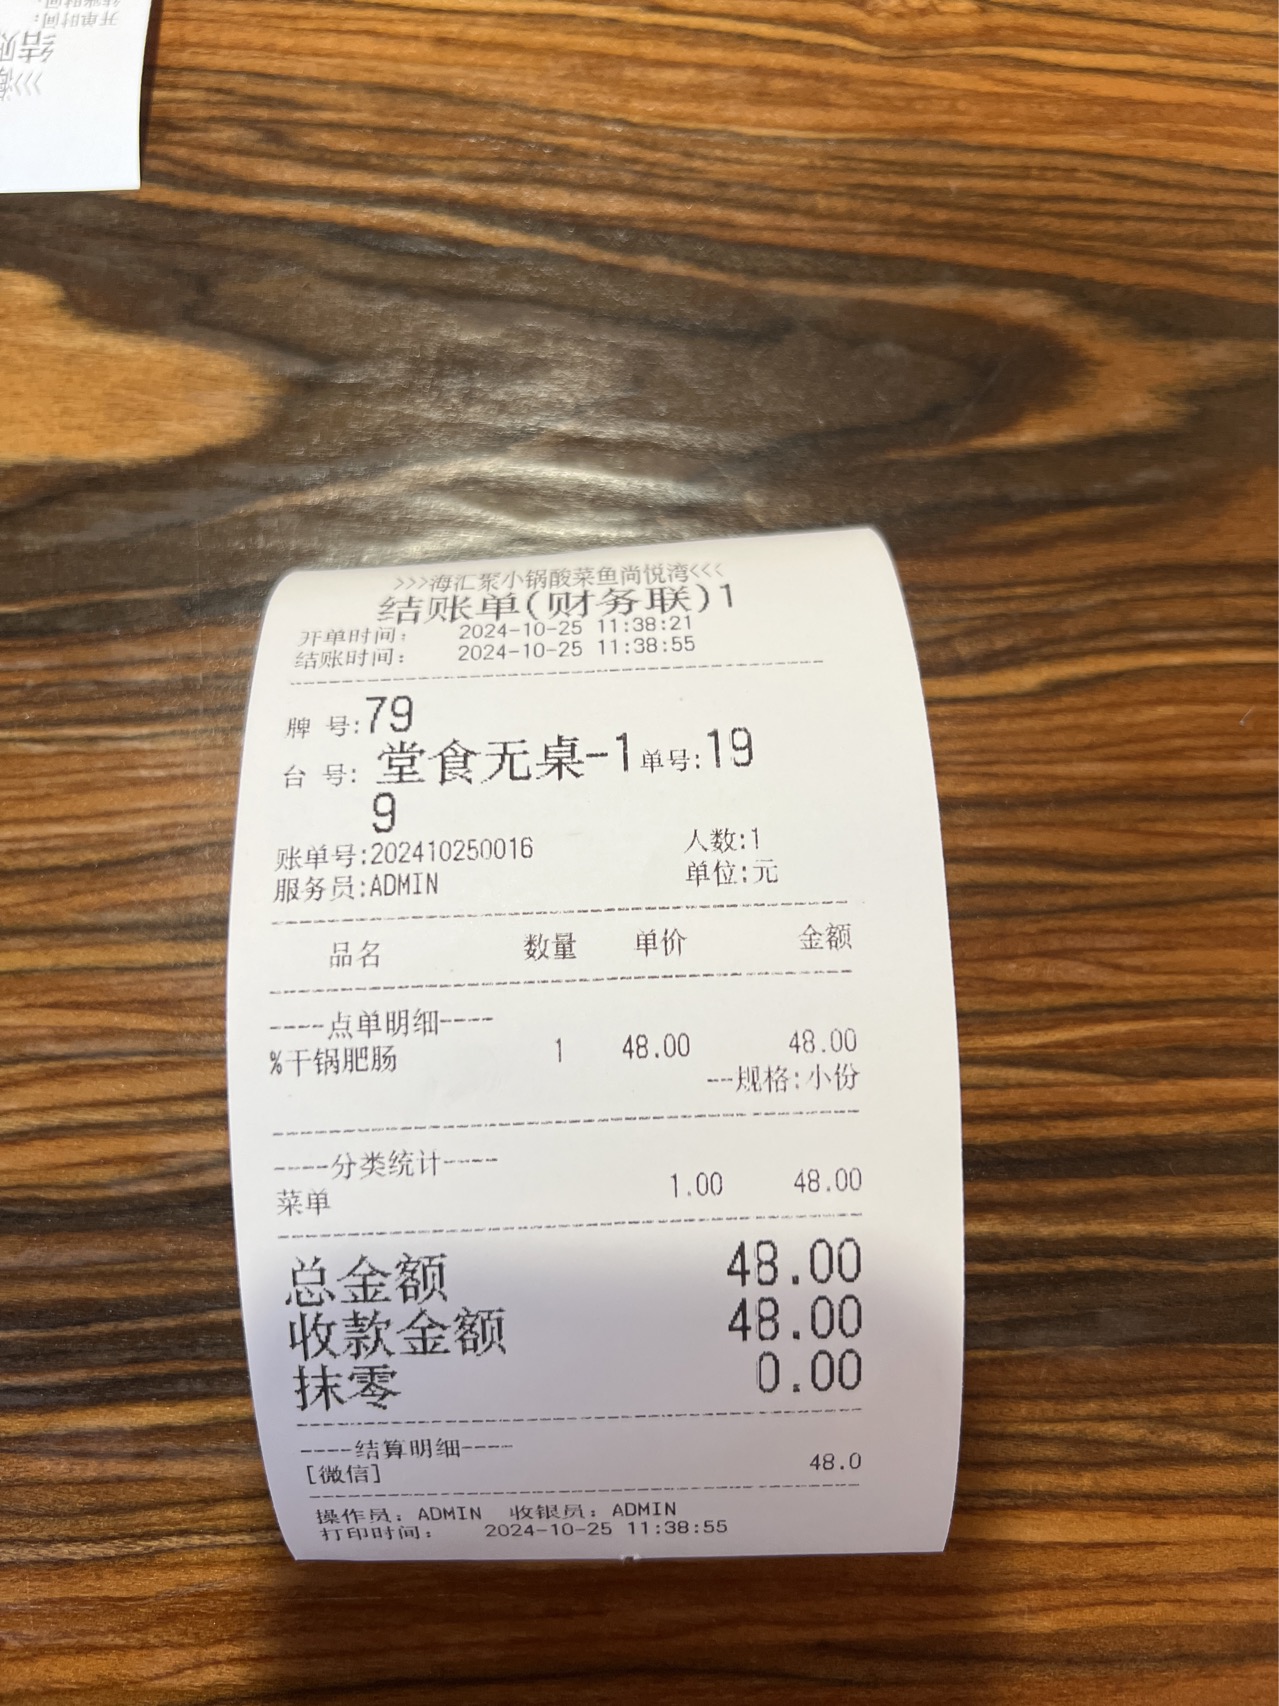 开单时间:
结
>>>海汇聚小锅酸菜鱼尚悦湾<<<
结账单(财务联)1
开单时间: 2024-10-25 11:38:21
结账时间: 2024-10-25 11:38:55
牌 号:79
台 号: 堂食无桌-1 单号:19
9
账单号:202410250016 人数:1
服务员:ADMIN 单位:元
品名 数量 单价 金额
----点单明细----
%干锅肥肠 1 48.00 48.00
---规格:小份
----分类统计----
菜单 1.00 48.00
总金额 48.00
收款金额 48.00
抹零 0.00
----结算明细----
[微信] 48.0
操作员: ADMIN 收银员: ADMIN
打印时间: 2024-10-25 11:38:55